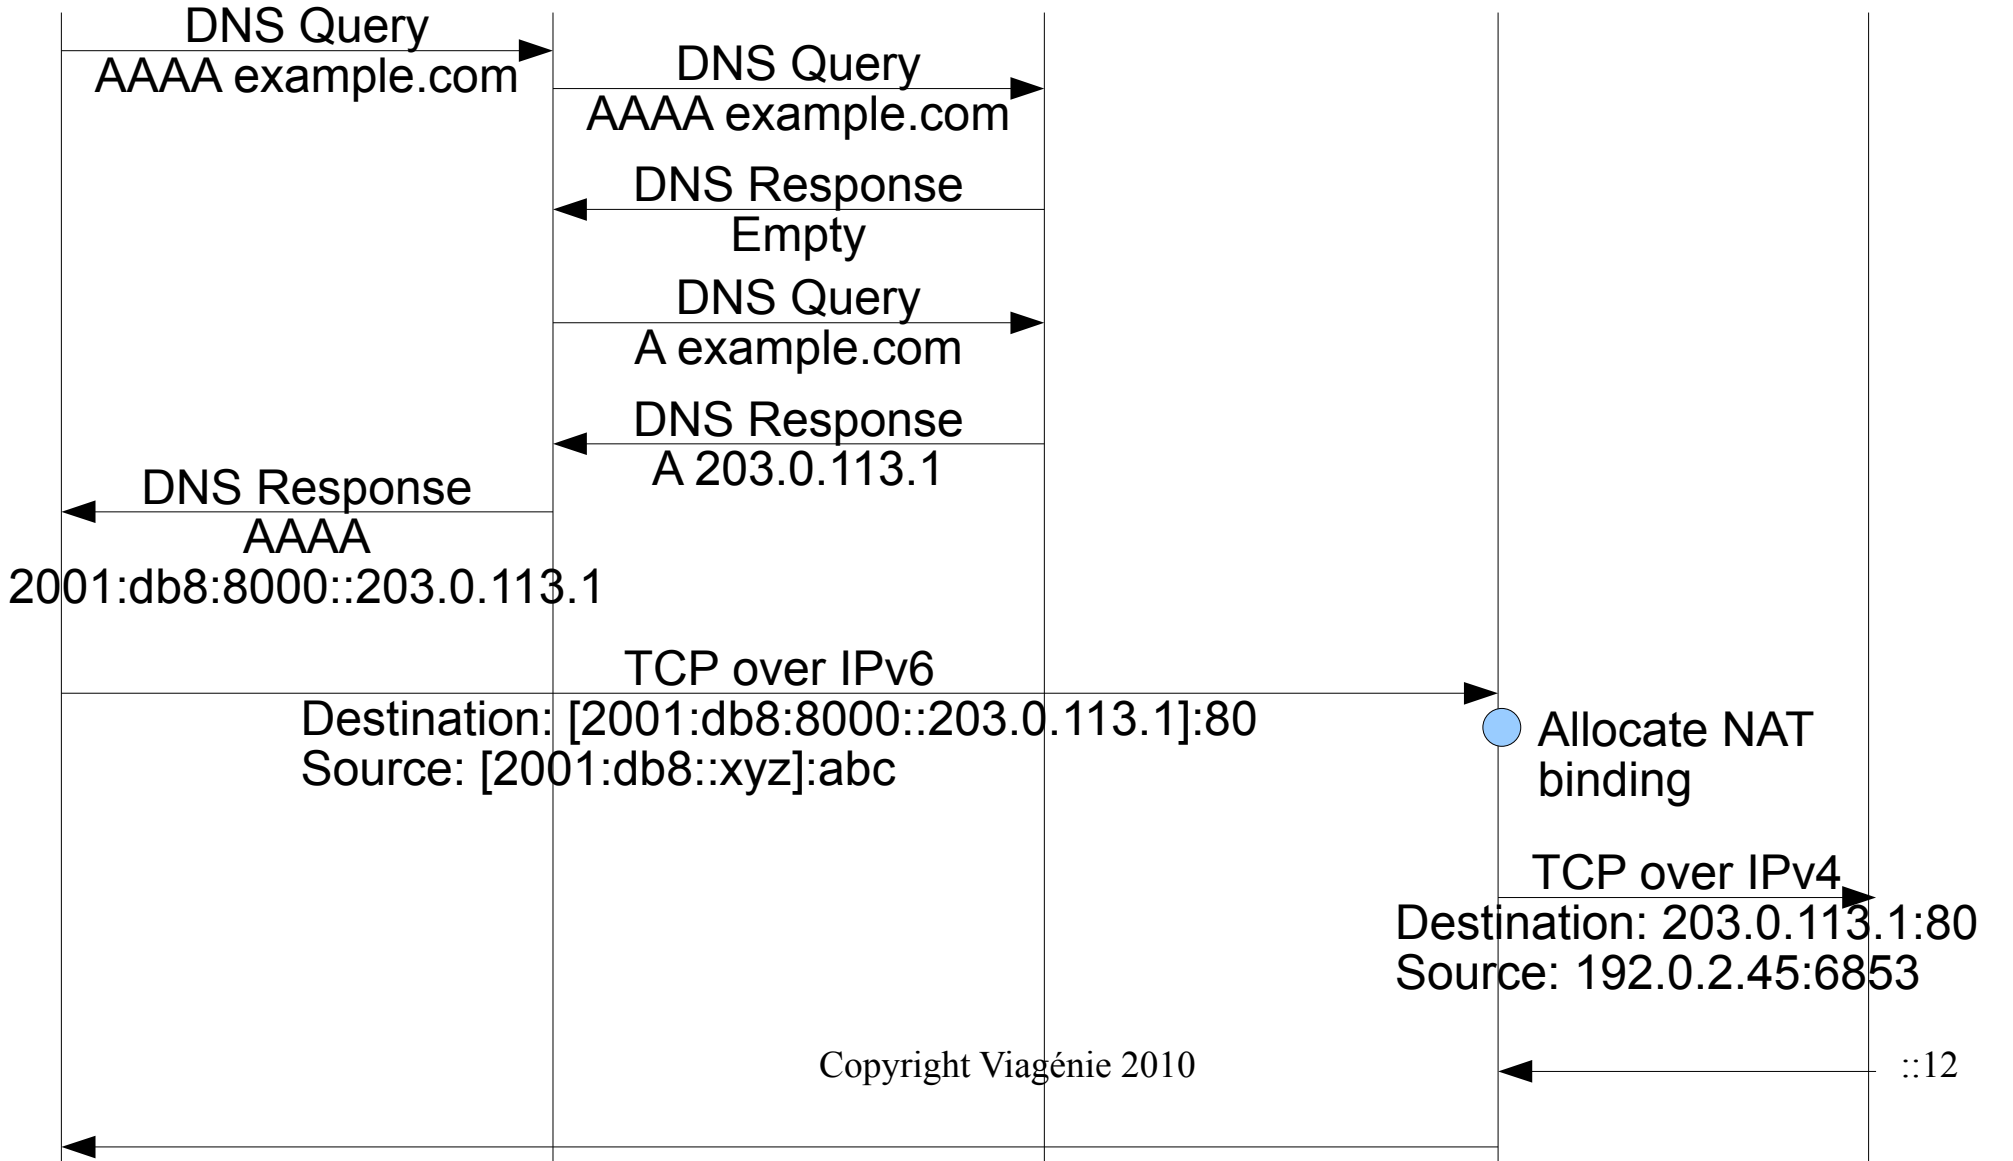 DNS Query
AAAA example.com
DNS Query
AAAA example.com
DNS Response
Empty
DNS Query
A example.com
DNS Response
A 203.0.113.1
DNS Response
AAAA
2001:db8:8000::203.0.113.1
TCP over IPv6
Destination: [2001:db8:8000::203.0.113.1]:80
Source: [2001:db8::xyz]:abc
Allocate NAT
binding
TCP over IPv4
Destination: 203.0.113.1:80
Source: 192.0.2.45:6853
Copyright Viagénie 2010
::12